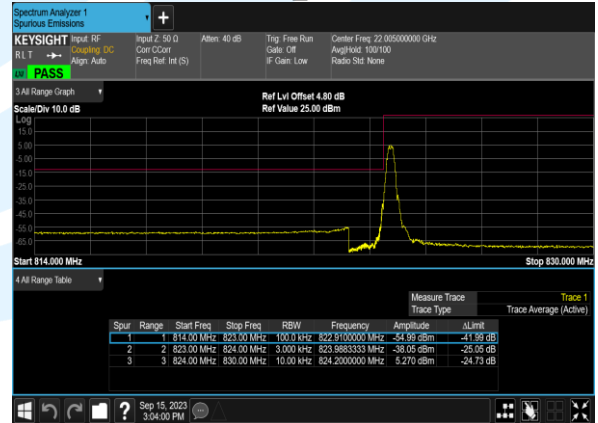 Spectrum Analyzer 1
Spurious Emissions
KEYSIGHT Input: RF Input Z: 50 Ω Atten: 40 dB Trig: Free Run Center Freq: 22.005000000 GHz
RLT Coupling: DC Corr CCorr Gate: Off Avg|Hold: 100/100
Align: Auto Freq Ref: Int (S) IF Gain: Low Radio Std: None
PASS
3 All Range Graph
Ref Lvl Offset 4.80 dB
Scale/Div 10.0 dB Ref Value 25.00 dBm
Log
15.0
5.00
-5.00
-15.0
-25.0
-35.0
-45.0
-55.0
-65.0
Start 814.000 MHz Stop 830.000 MHz
4 All Range Table
Measure Trace Trace 1
Trace Type Trace Average (Active)
Spur Range Start Freq Stop Freq RBW Frequency Amplitude ΔLimit
1 1 814.00 MHz 823.00 MHz 100.0 kHz 822.9100000 MHz -54.99 dBm -41.99 dB
2 2 823.00 MHz 824.00 MHz 3.000 kHz 823.9883333 MHz -38.05 dBm -25.05 dB
3 3 824.00 MHz 830.00 MHz 10.00 kHz 824.2000000 MHz 5.270 dBm -24.73 dB
? Sep 15, 2023
3:04:00 PM